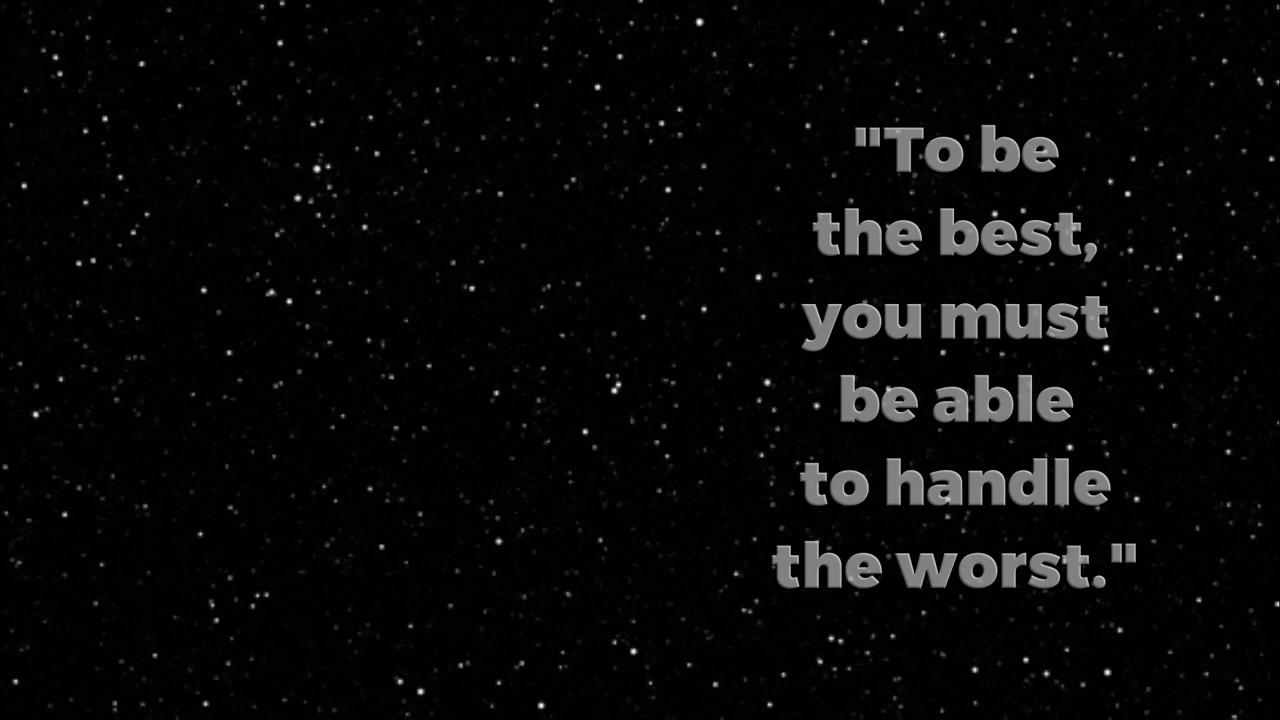 "To be
the best,
you must
be able
to handle
the worst."